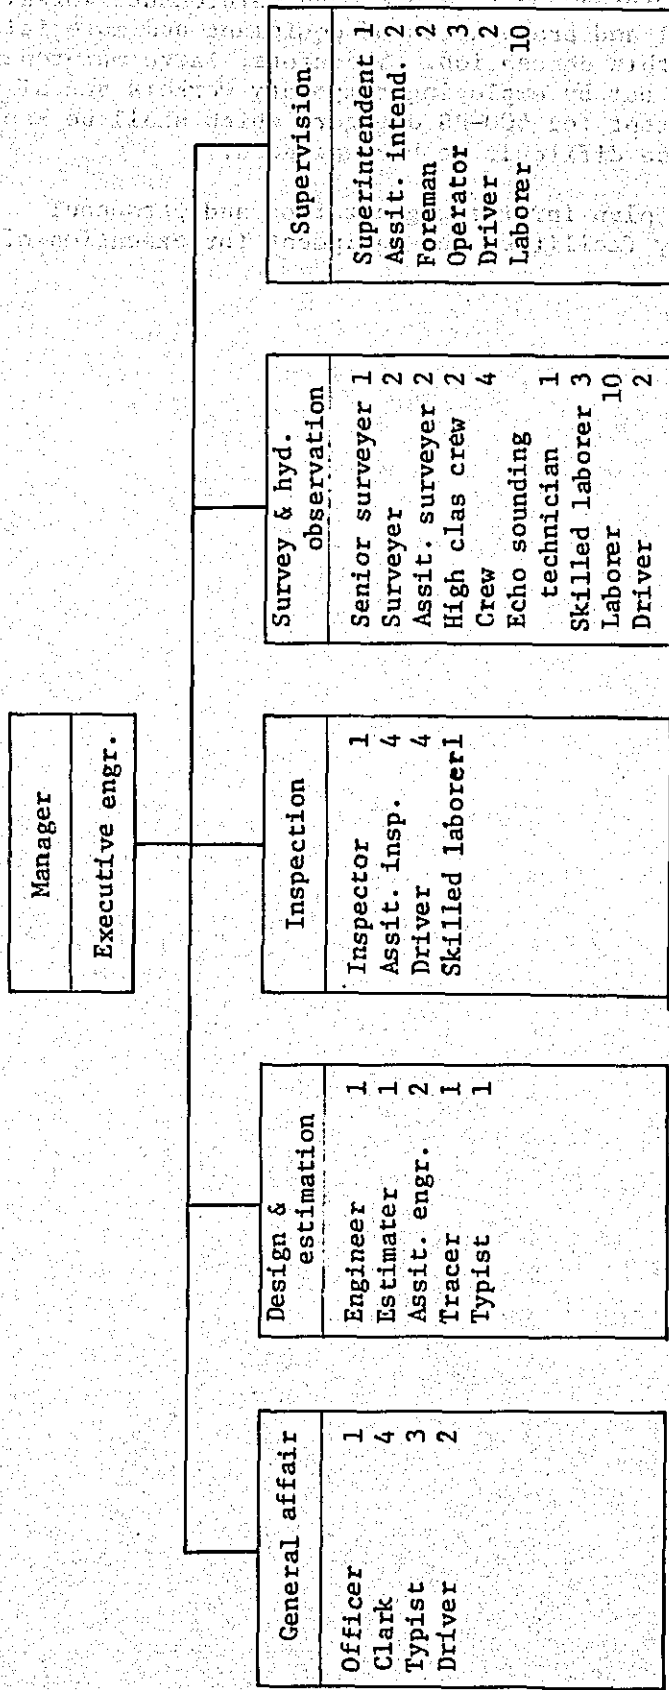 Manager
Executive engr.
General affair
Officer 1
Clark 4
Typist 3
Driver 2
Design &
estimation
Engineer 1
Estimater 1
Assit. engr. 2
Tracer 1
Typist 1
Inspection
Inspector 1
Assit. insp. 4
Driver 4
Skilled laborer1
Survey & hyd.
observation
Senior surveyer 1
Surveyer 2
Assit. surveyer 2
High clas crew 2
Crew 4
Echo sounding
technician 1
Skilled laborer 3
Laborer 10
Driver 2
Supervision
Superintendent 1
Assit. intend. 2
Foreman 2
Operator 3
Driver 2
Laborer 10